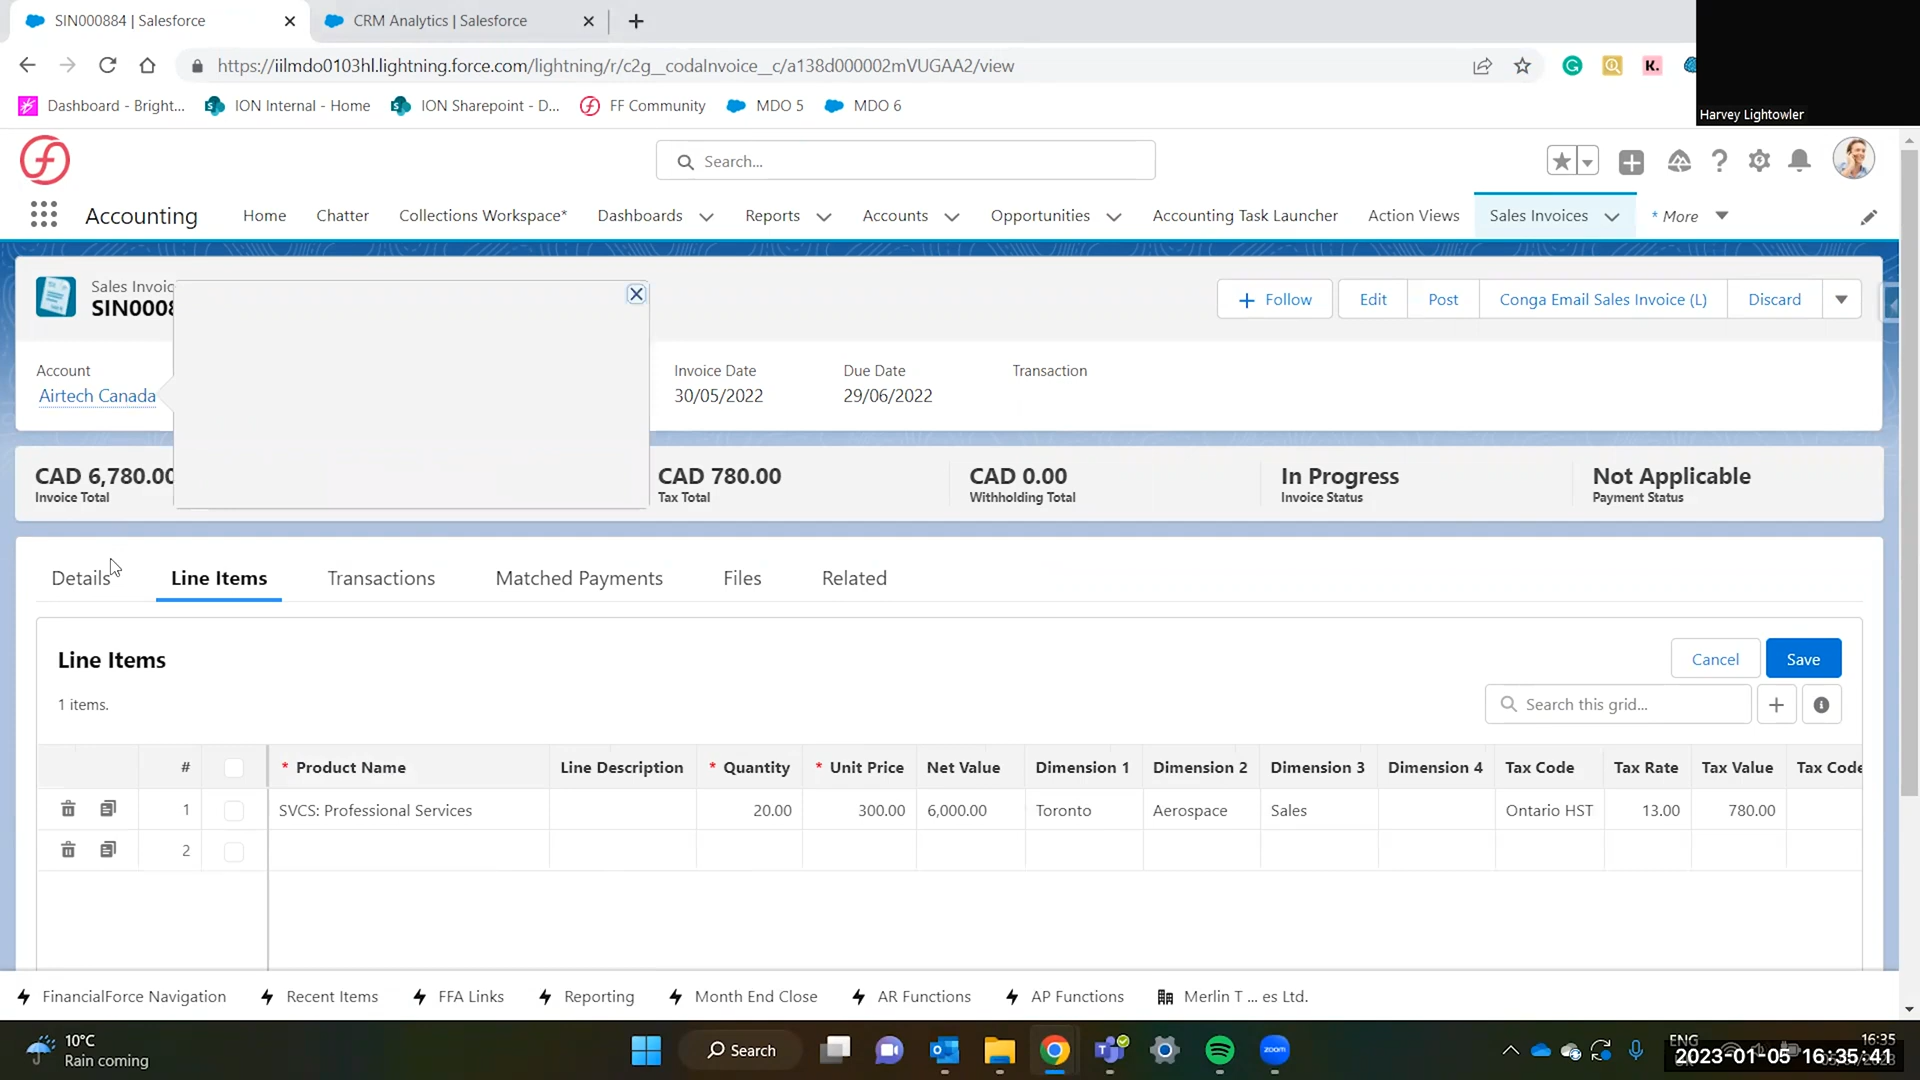 SIN000884 | Salesforce
CRM Analytics | Salesforce
https://iilmdo0103hl.lightning.force.com/lightning/r/c2g__codaInvoice__c/a138d000002mVUGAA2/view
K.
Dashboard - Bright...
ION Internal - Home
ION Sharepoint - D...
FF Community
MDO 5
MDO 6
Harvey Lightowler
Search...
Accounting
Home
Chatter
Collections Workspace*
Dashboards
Reports
Accounts
Opportunities
Accounting Task Launcher
Action Views
Sales Invoices
* More
Sales Invoic
SIN0008
Follow
Edit
Post
Conga Email Sales Invoice (L)
Discard
Account
Airtech Canada
Invoice Date
30/05/2022
Due Date
29/06/2022
Transaction
CAD 6,780.00
Invoice Total
CAD 780.00
Tax Total
CAD 0.00
Withholding Total
In Progress
Invoice Status
Not Applicable
Payment Status
Details
Line Items
Transactions
Matched Payments
Files
Related
Line Items
Cancel
Save
1 items.
Search this grid...
# * Product Name Line Description * Quantity * Unit Price Net Value Dimension 1 Dimension 2 Dimension 3 Dimension 4 Tax Code Tax Rate Tax Value Tax Code
1 SVCS: Professional Services 20.00 300.00 6,000.00 Toronto Aerospace Sales Ontario HST 13.00 780.00
2
FinancialForce Navigation
Recent Items
FFA Links
Reporting
Month End Close
AR Functions
AP Functions
Merlin T ... es Ltd.
10°C
Rain coming
Search
zoom
ENG
16:35
2023-01-05 16:35:41